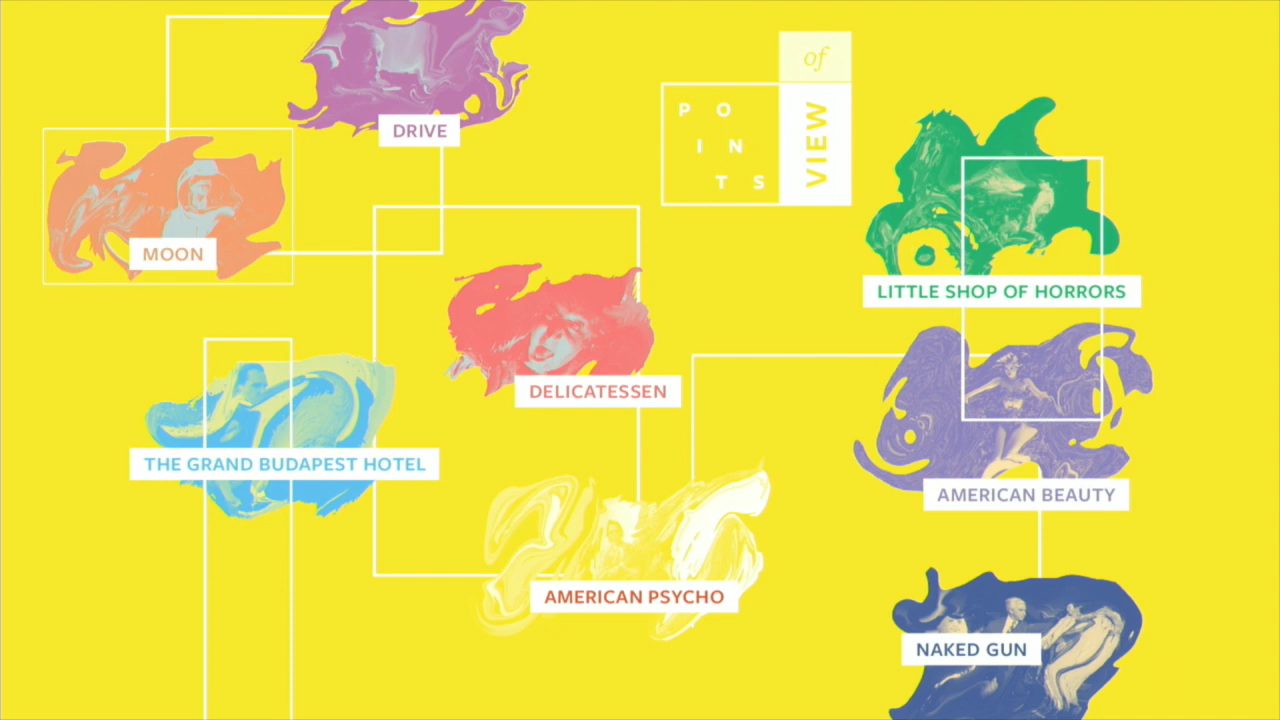 DRIVE
of
P O
I N
T S
VIEW
MOON
LITTLE SHOP OF HORRORS
DELICATESSEN
THE GRAND BUDAPEST HOTEL
AMERICAN BEAUTY
AMERICAN PSYCHO
NAKED GUN